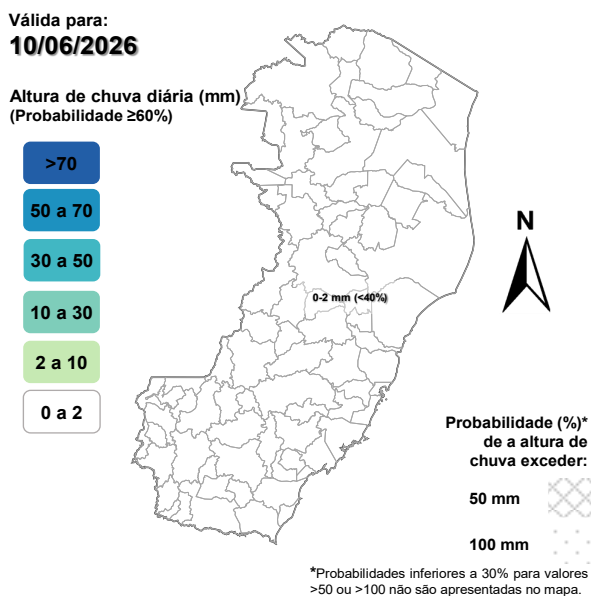 Válida para:
10/06/2026
Altura de chuva diária (mm)
(Probabilidade ≥60%)
>70
50 a 70
30 a 50
10 a 30
2 a 10
0 a 2
0-2 mm (<40%)
N
Probabilidade (%)*
de a altura de
chuva exceder:
50 mm
100 mm
*Probabilidades inferiores a 30% para valores
>50 ou >100 não são apresentadas no mapa.